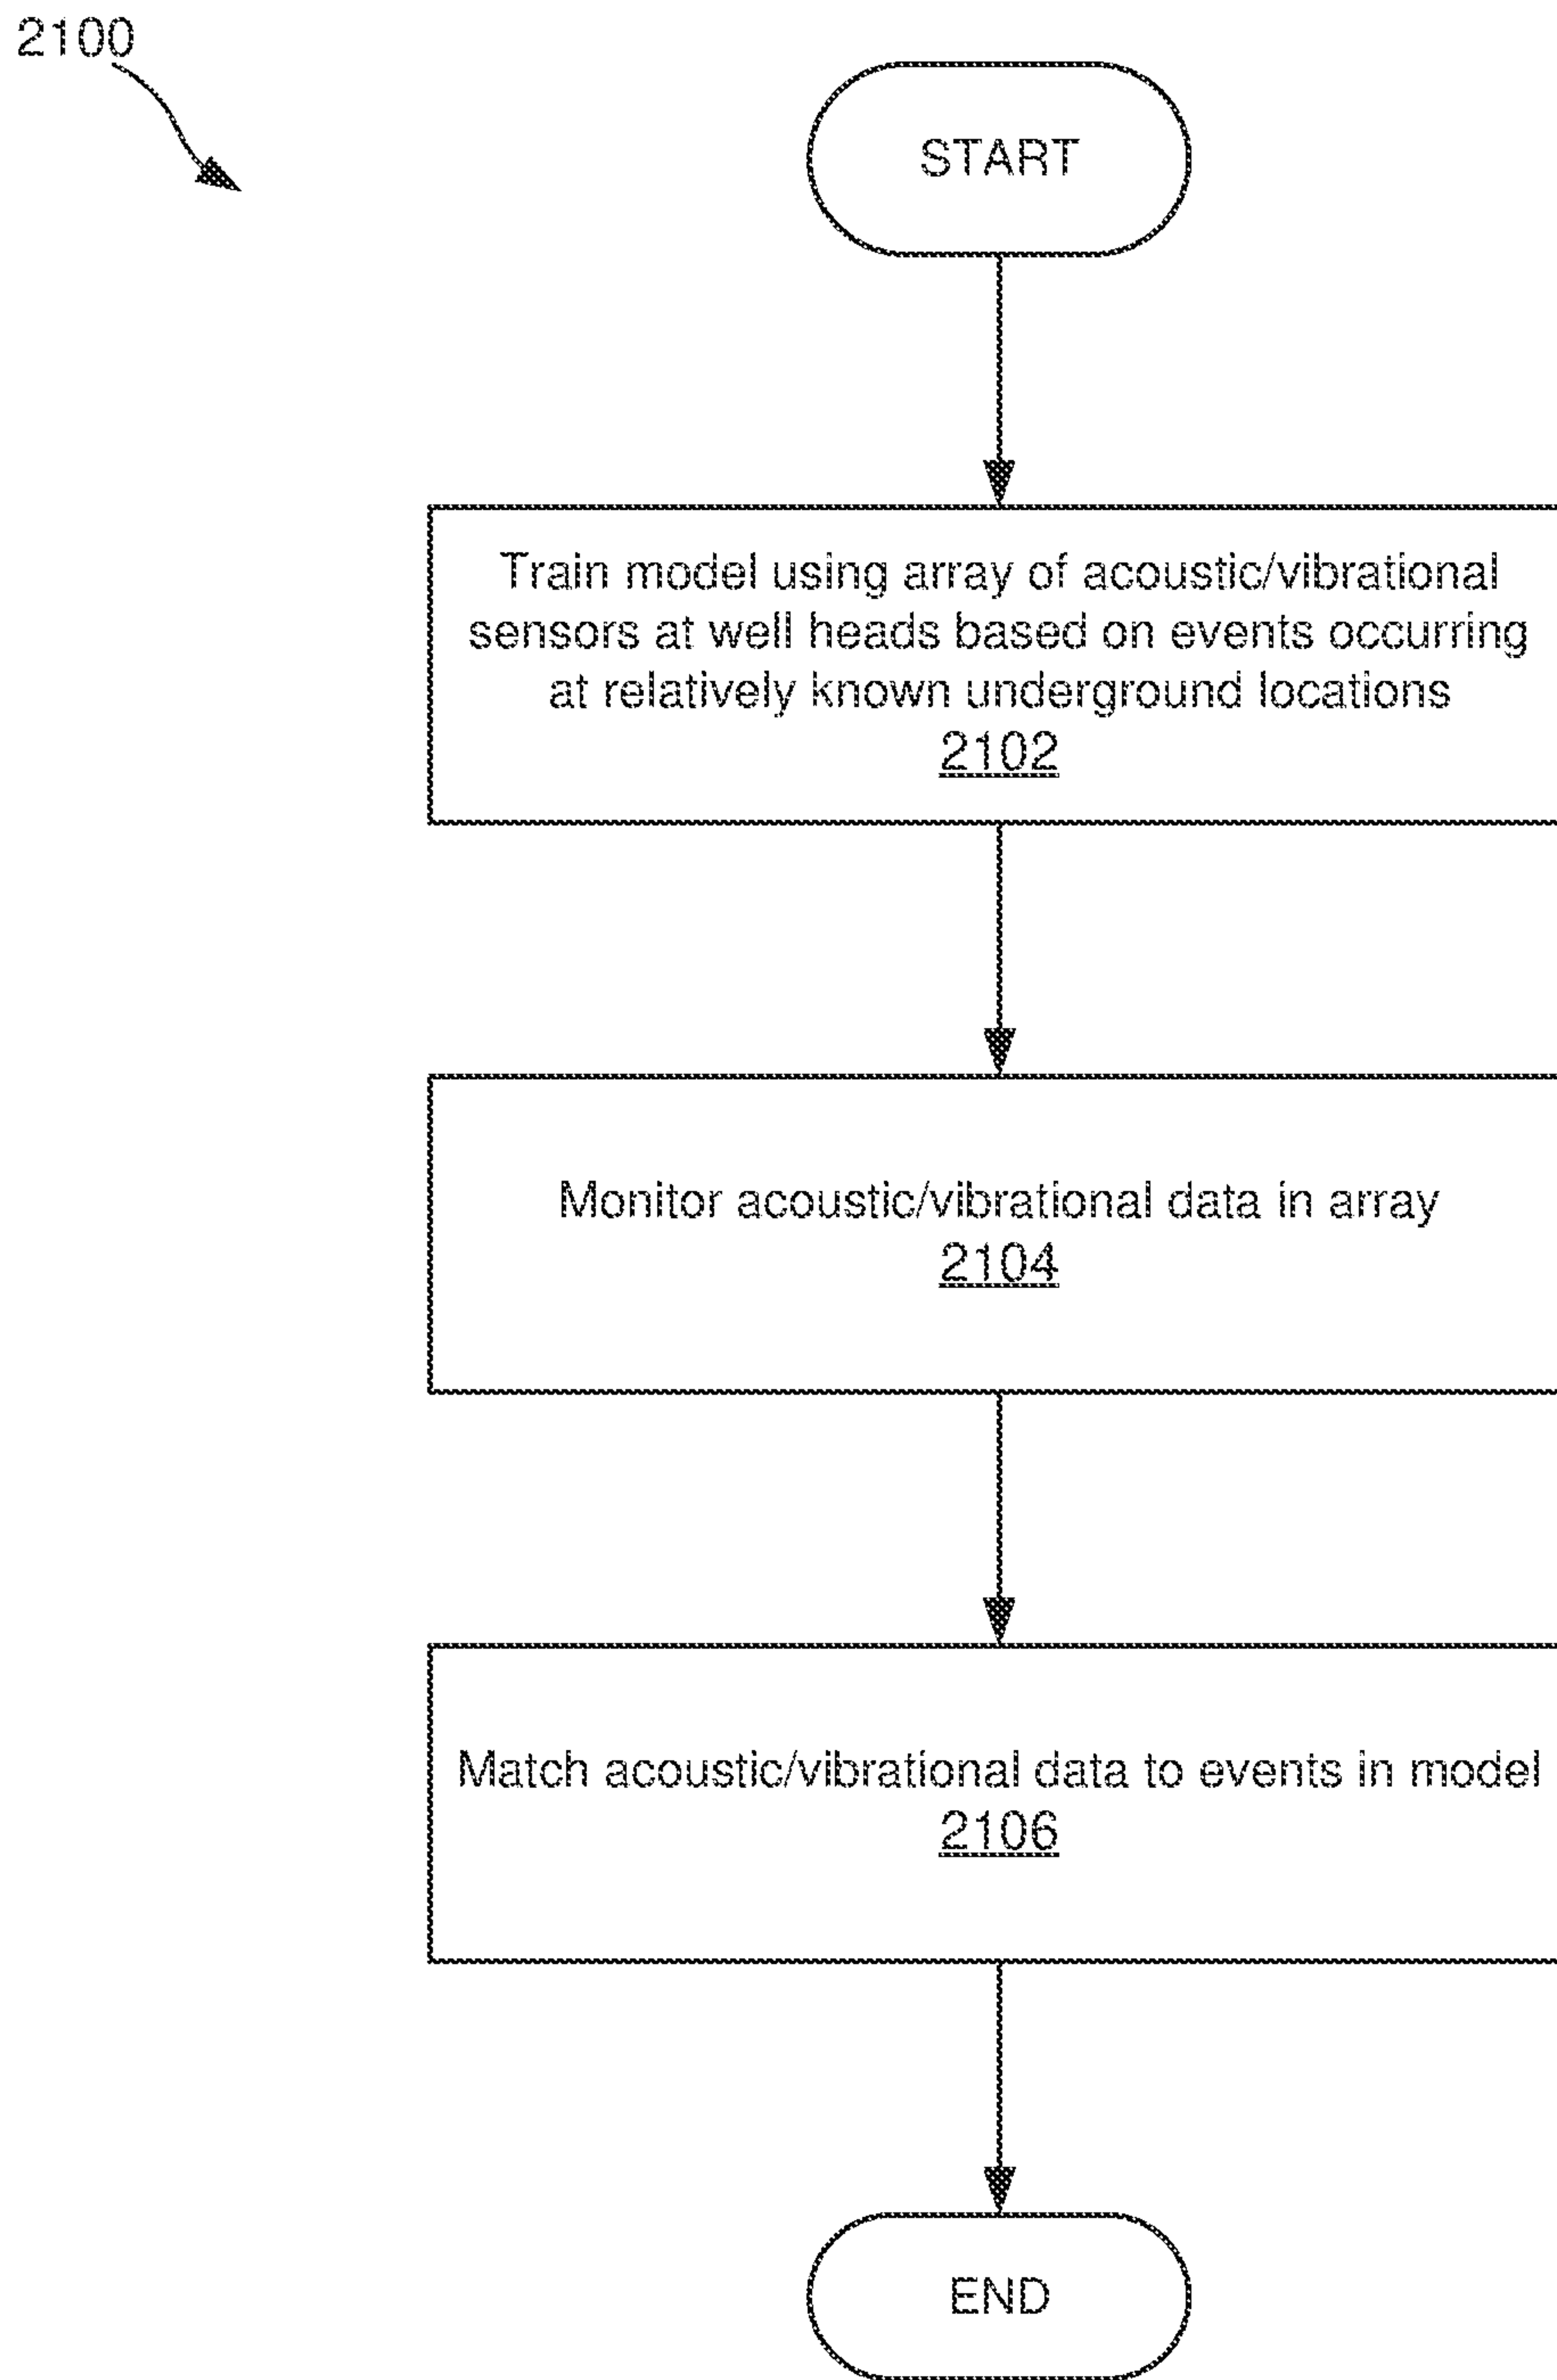 2100
START
Train model using array of acoustic/vibrational
sensors at well heads based on events occurring
at relatively known underground locations
2102
Monitor acoustic/vibrational data in array
2104
Match acoustic/vibrational data to events in model
2106
END